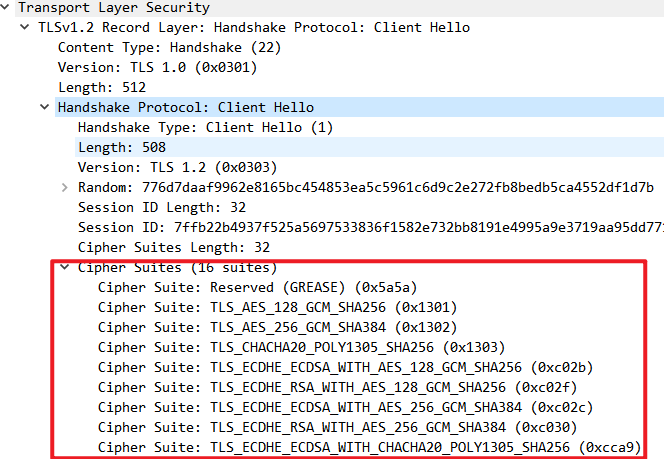 Transport Layer Security
TLSv1.2 Record Layer: Handshake Protocol: Client Hello
Content Type: Handshake (22)
Version: TLS 1.0 (0x0301)
Length: 512
Handshake Protocol: Client Hello
Handshake Type: Client Hello (1)
Length: 508
Version: TLS 1.2 (0x0303)
Random: 776d7daaf9962e8165bc454853ea5c5961c6d9c2e272fb8bedb5ca4552df1d7b
Session ID Length: 32
Session ID: 7ffb22b4937f525a5697533836f1582e732bb8191e4995a9e3719aa95dd771
Cipher Suites Length: 32
Cipher Suites (16 suites)
Cipher Suite: Reserved (GREASE) (0x5a5a)
Cipher Suite: TLS_AES_128_GCM_SHA256 (0x1301)
Cipher Suite: TLS_AES_256_GCM_SHA384 (0x1302)
Cipher Suite: TLS_CHACHA20_POLY1305_SHA256 (0x1303)
Cipher Suite: TLS_ECDHE_ECDSA_WITH_AES_128_GCM_SHA256 (0xc02b)
Cipher Suite: TLS_ECDHE_RSA_WITH_AES_128_GCM_SHA256 (0xc02f)
Cipher Suite: TLS_ECDHE_ECDSA_WITH_AES_256_GCM_SHA384 (0xc02c)
Cipher Suite: TLS_ECDHE_RSA_WITH_AES_256_GCM_SHA384 (0xc030)
Cipher Suite: TLS_ECDHE_ECDSA_WITH_CHACHA20_POLY1305_SHA256 (0xcca9)